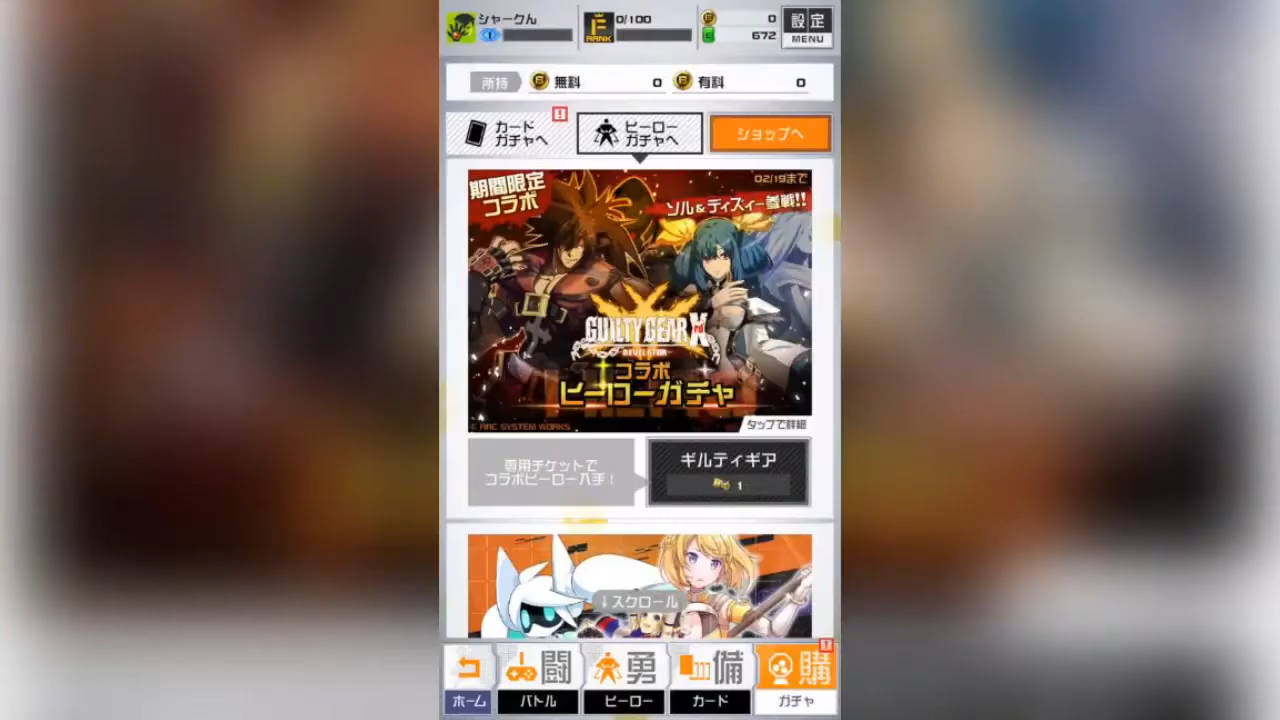 シャークん
0/100
RANK
0
672
設定
MENU
所持
無料
0
有料
0
カード
ガチャへ
ピーロー
ガチャへ
ショップへ
期間限定
コラボ
02/19まで
ソル&ディズィー参戦!!
GUILTY GEAR Xrd
REVELATOR
コラボ
ヒーローガチャ
© ARC SYSTEM WORKS
タップで詳細
専用チケットで
コラボヒーロー入手!
ギルティギア
1
↓スクロール
闘
勇
備
購
ホーム
バトル
ヒーロー
カード
ガチャ